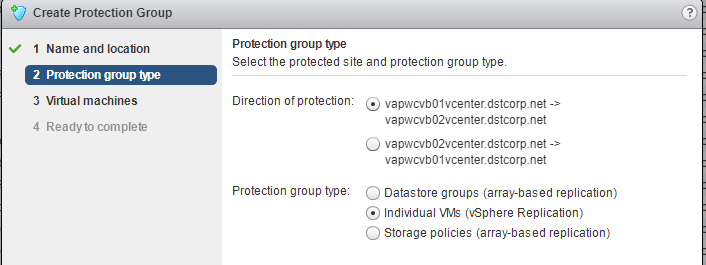 Create Protection Group
?
1 Name and location
2 Protection group type
3 Virtual machines
4 Ready to complete
Protection group type
Select the protected site and protection group type.
Direction of protection:
vapwcvb01vcenter.dstcorp.net ->
vapwcvb02vcenter.dstcorp.net
vapwcvb02vcenter.dstcorp.net ->
vapwcvb01vcenter.dstcorp.net
Protection group type:
Datastore groups (array-based replication)
Individual VMs (vSphere Replication)
Storage policies (array-based replication)